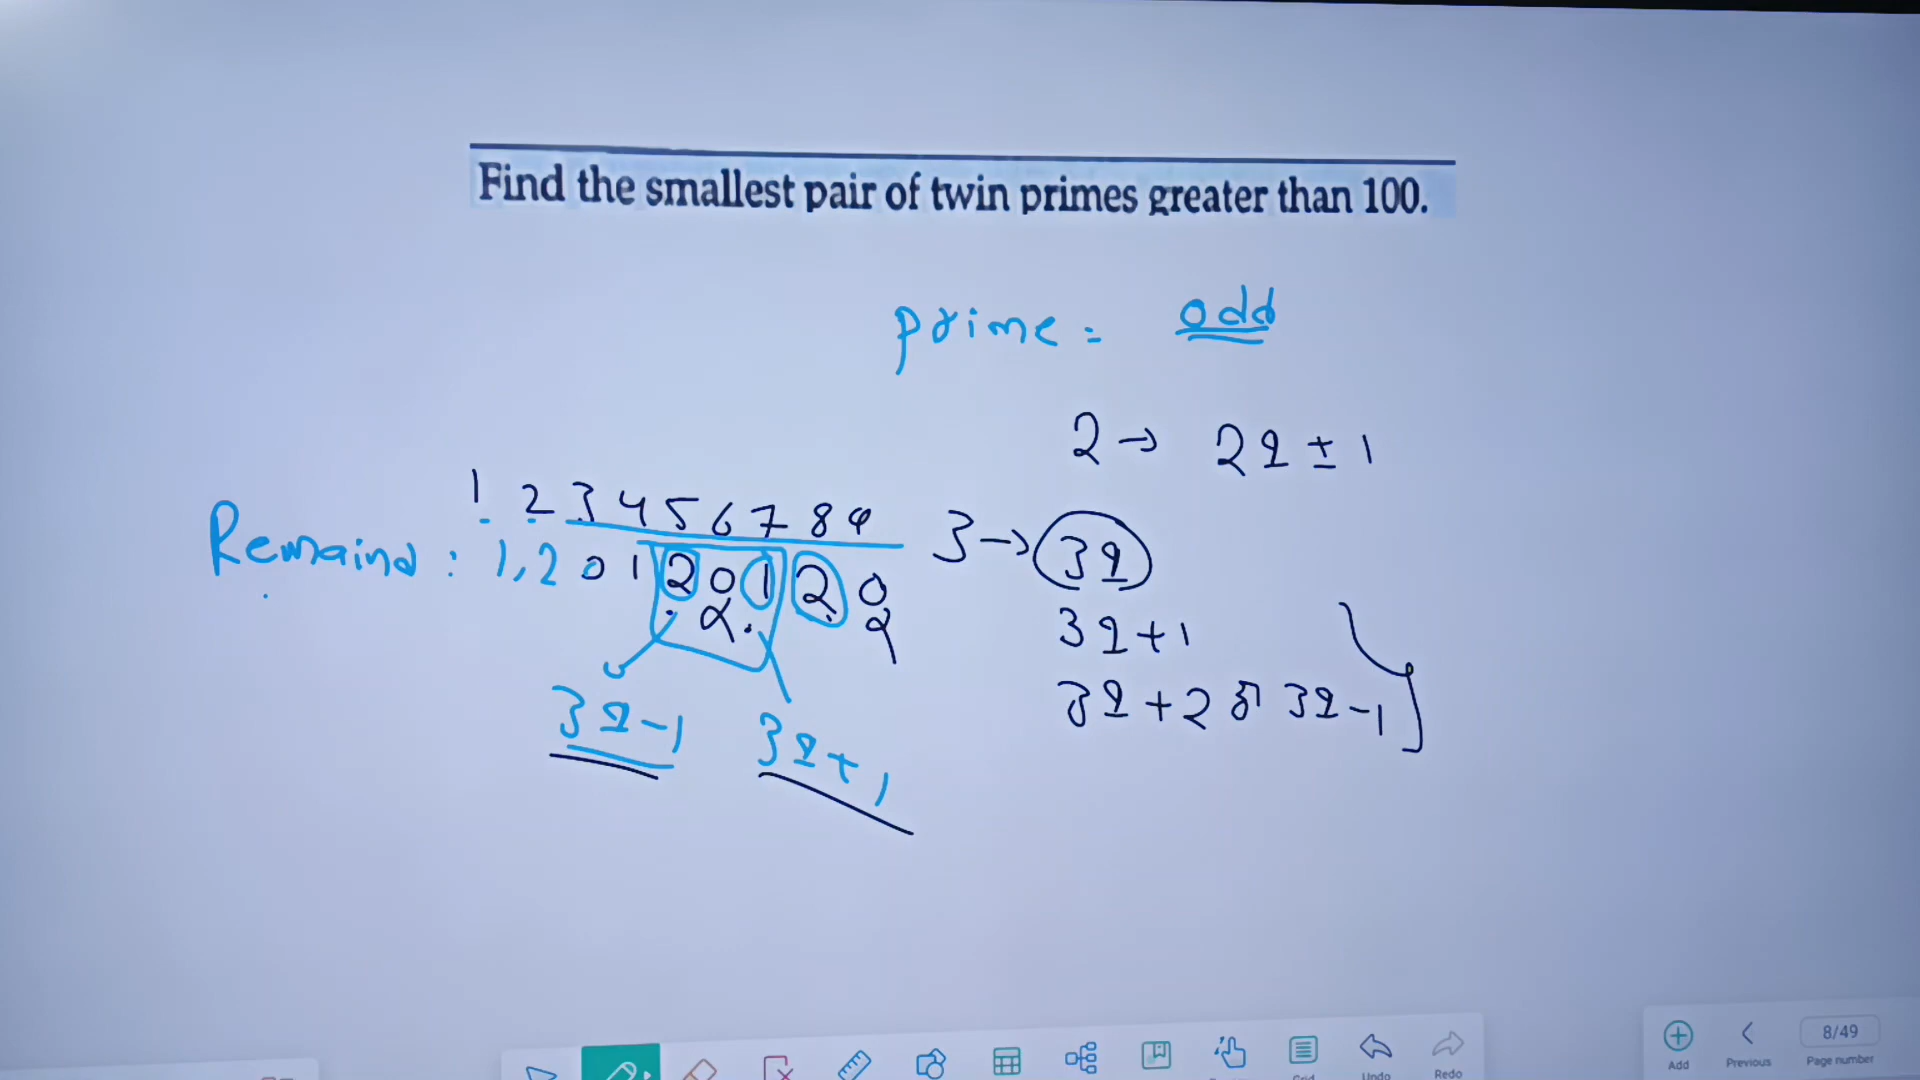 Find the smallest pair of twin primes greater than 100.
prime = odd
2 → 2q ± 1
1 2 3 4 5 6 7 8 9
Remaind : 1, 2 0 1 2 0 1 2 0
3 → 3q
3q + 1
3q + 2 or 3q - 1
3q - 1 3q + 1
8/49
Add Previous Page number
Undo Redo